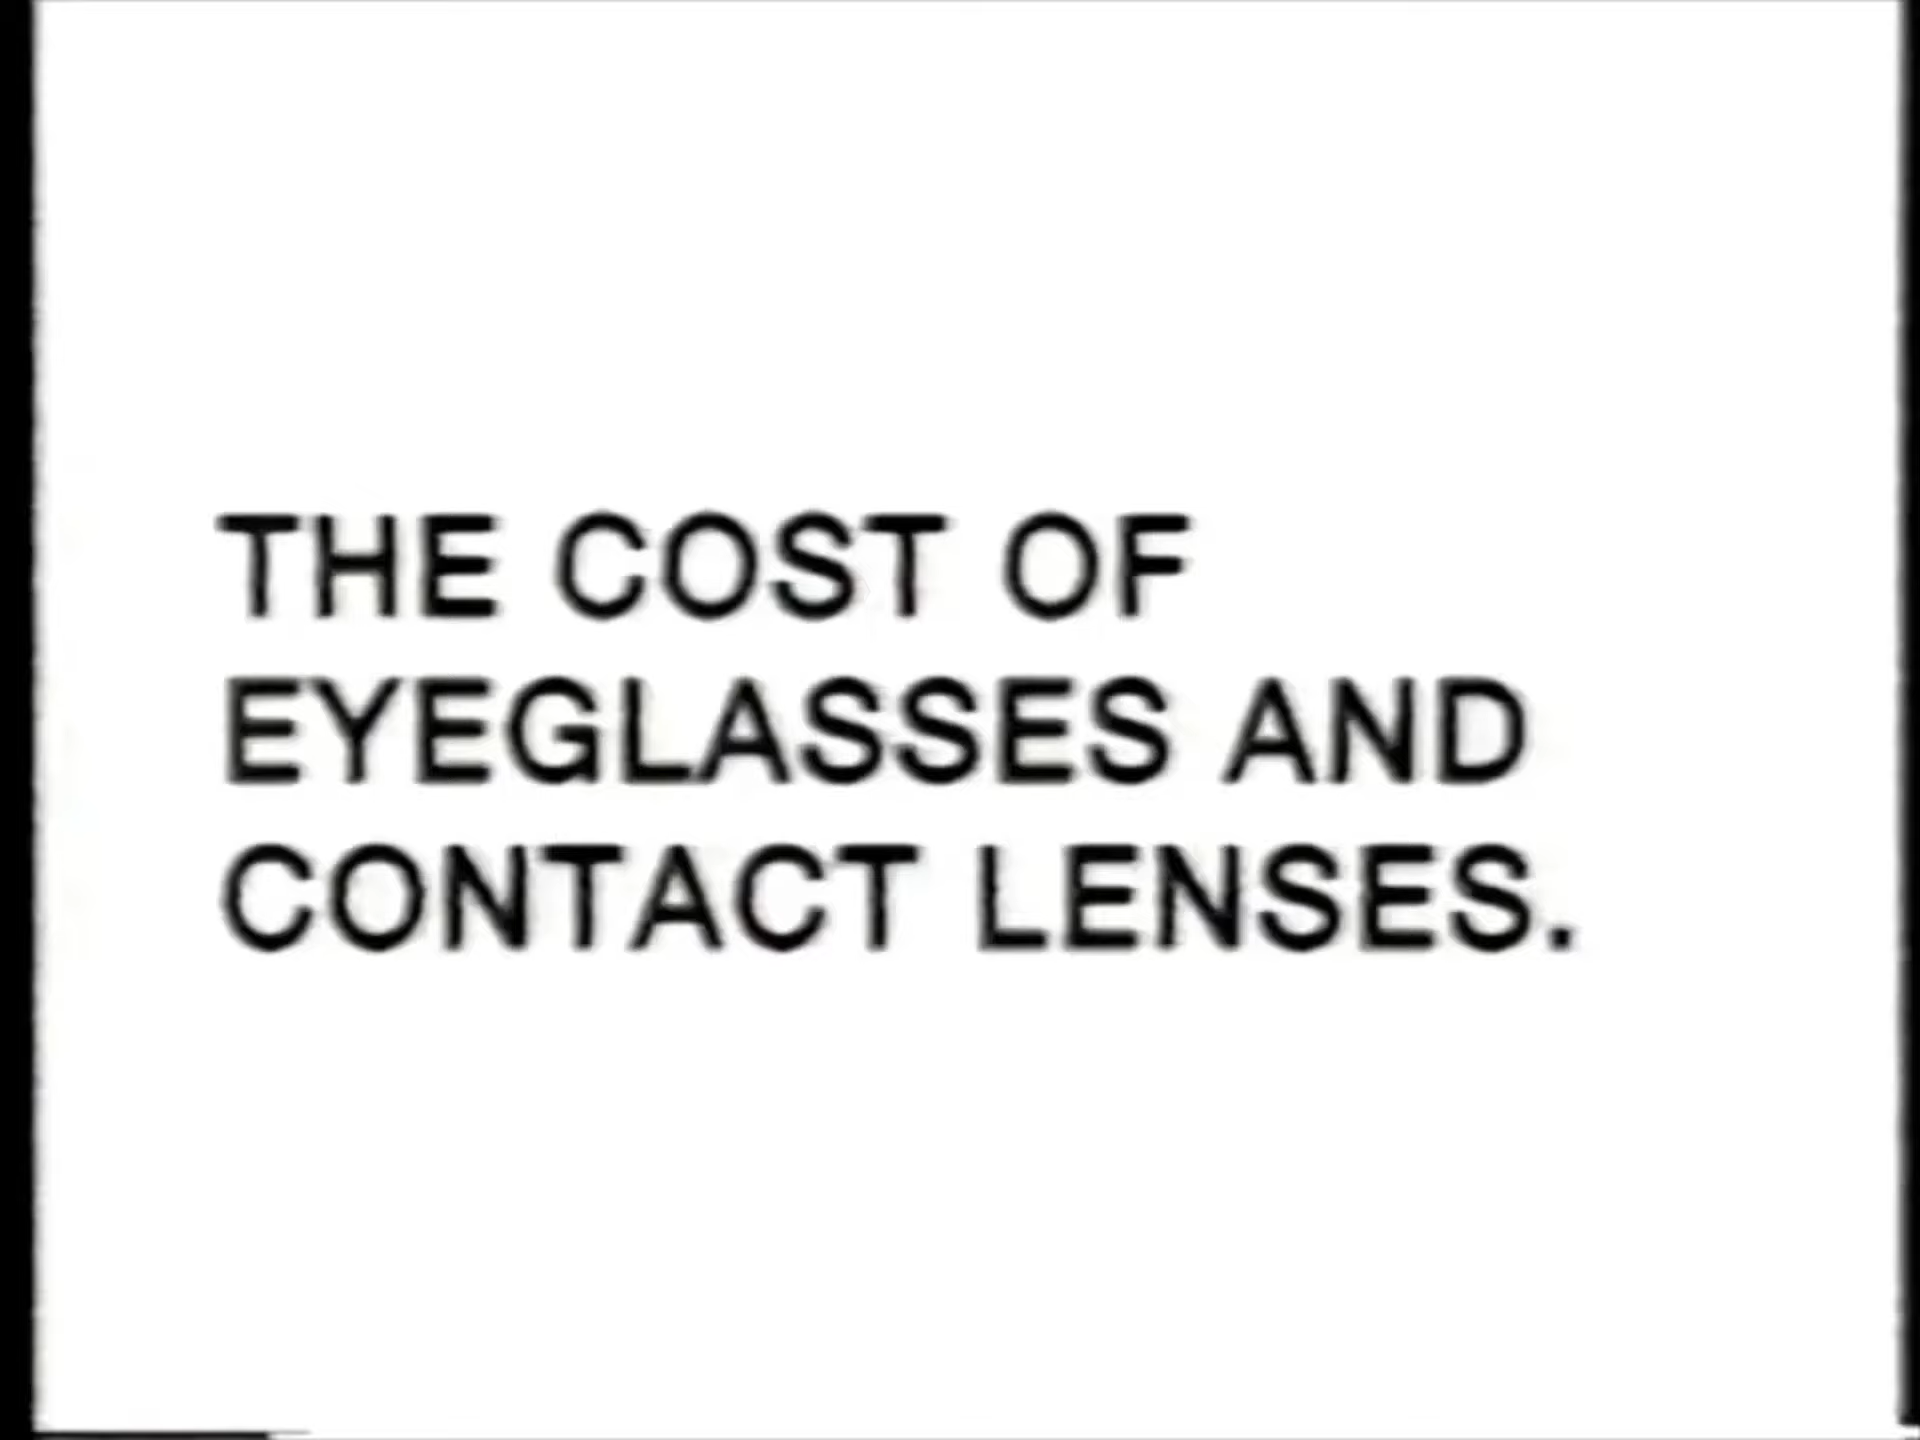 THE COST OF
EYEGLASSES AND
CONTACT LENSES.